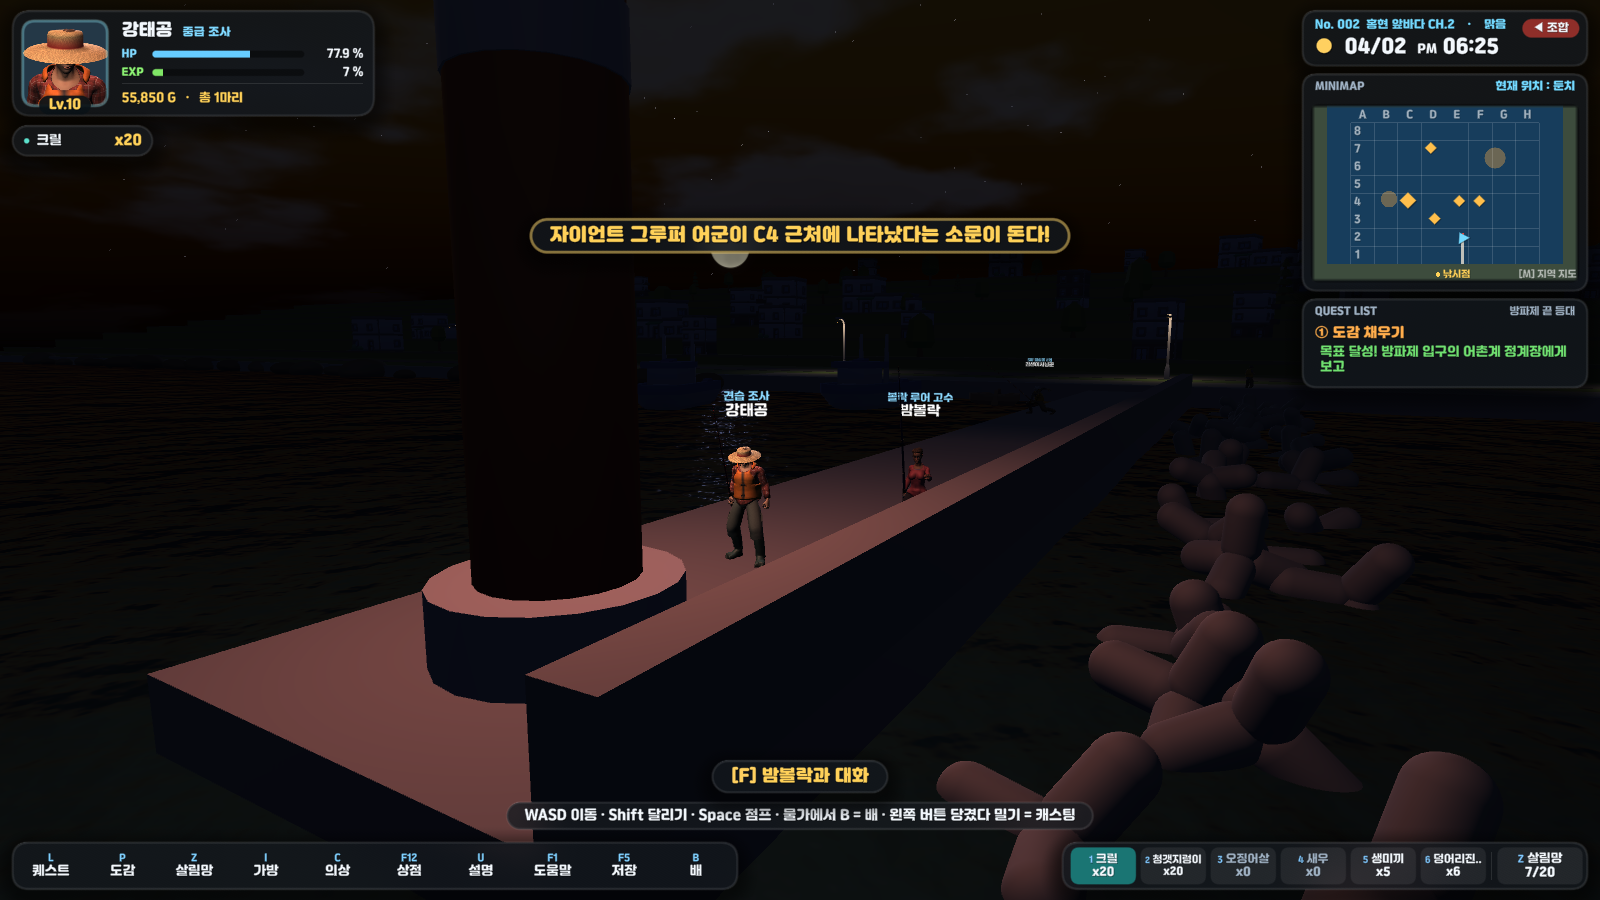 강태공 중급 조사
HP 77.9 %
EXP 7 %
Lv.10
55,850 G · 총 1마리
크릴 x20
No. 002 홍현 앞바다 CH.2 · 맑음
◀ 조합
04/02 PM 06:25
MINIMAP 현재 위치 : 둔치
A B C D E F G H
8
7
6
5
4
3
2
1
낚시점 [M] 지역 지도
QUEST LIST 방파제 끝 등대
① 도감 채우기
목표 달성! 방파제 입구의 어촌계 정계장에게
보고
자이언트 그루퍼 어군이 C4 근처에 나타났다는 소문이 돈다!
견습 조사
강태공
볼락 루어 고수
밤볼락
[F] 밤볼락과 대화
WASD 이동 · Shift 달리기 · Space 점프 · 물가에서 B = 배 · 왼쪽 버튼 당겼다 밀기 = 캐스팅
L P Z I C F12 U F1 F5 B
퀘스트 도감 살림망 가방 의상 상점 설명 도움말 저장 배
1 크릴 2 청갯지렁이 3 오징어살 4 새우 5 생미끼 6 덩어리진.. Z 살림망
x20 x20 x0 x0 x5 x6 7/20